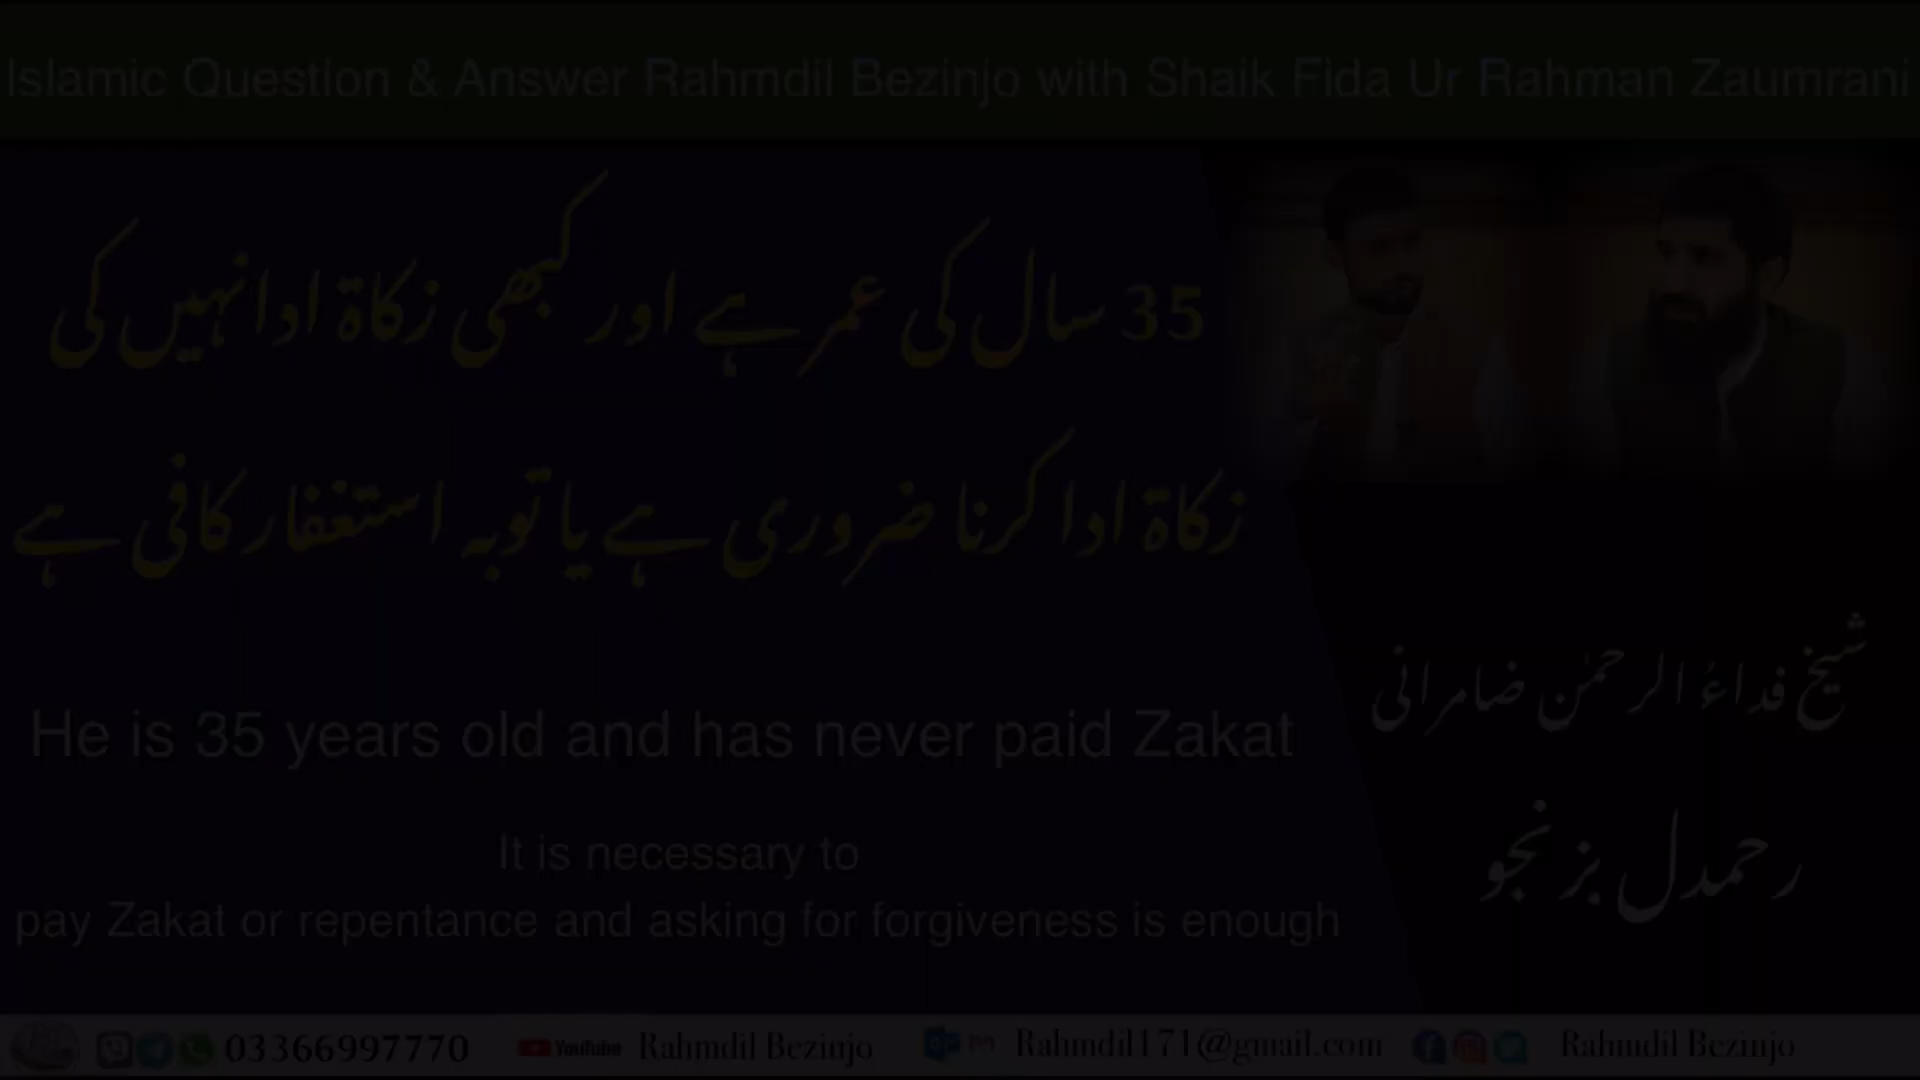 Islamic Question & Answer Rahmdil Bezinjo with Shaik Fida Ur Rahman Zaumrani
35 سال کی عمر ہے اور کبھی زکاۃ ادا نہیں کی
زکاۃ ادا کرنا ضروری ہے یا توبہ استغفار کافی ہے
He is 35 years old and has never paid Zakat
It is necessary to
pay Zakat or repentance and asking for forgiveness is enough
شیخ فداءُ الرحمٰن ضامرانی
رحمدل بزنجو
03366997770 YouTube Rahmdil Bezinjo Rahmdil171@gmail.com Rahmdil Bezinjo